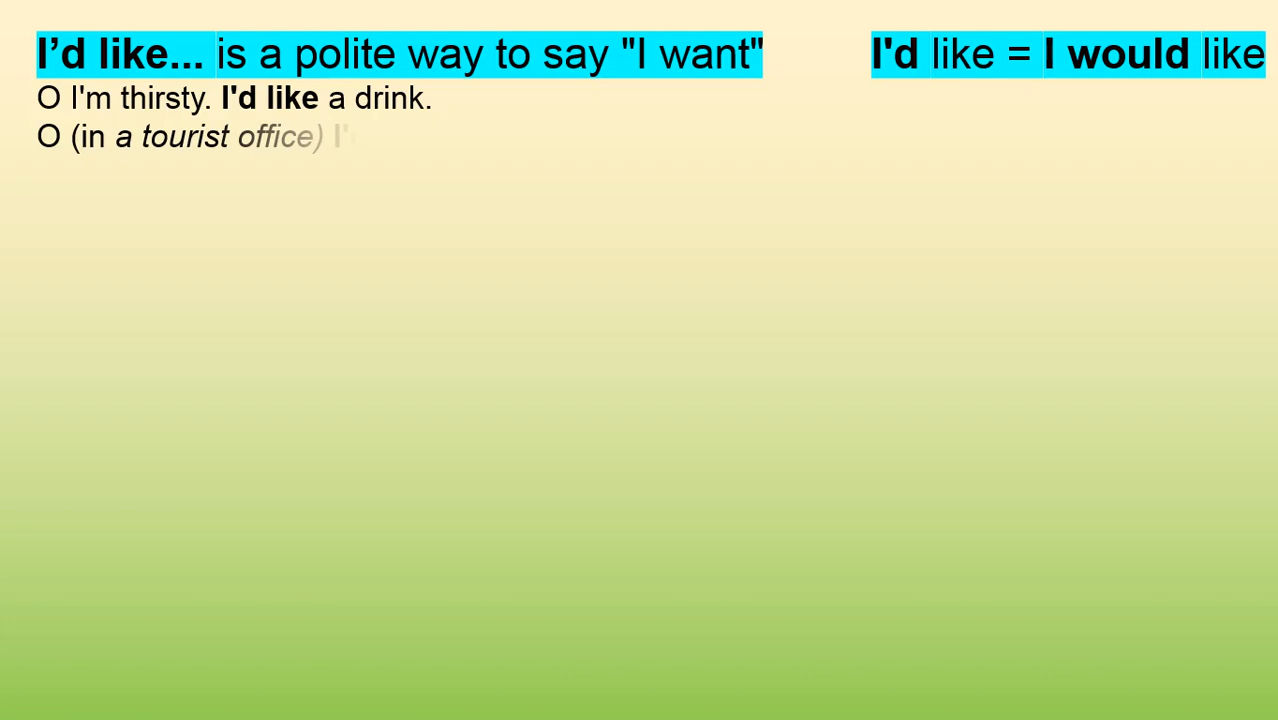 I’d like... is a polite way to say "I want" I'd like = I would like
O I'm thirsty. I'd like a drink.
O (in a tourist office) I'